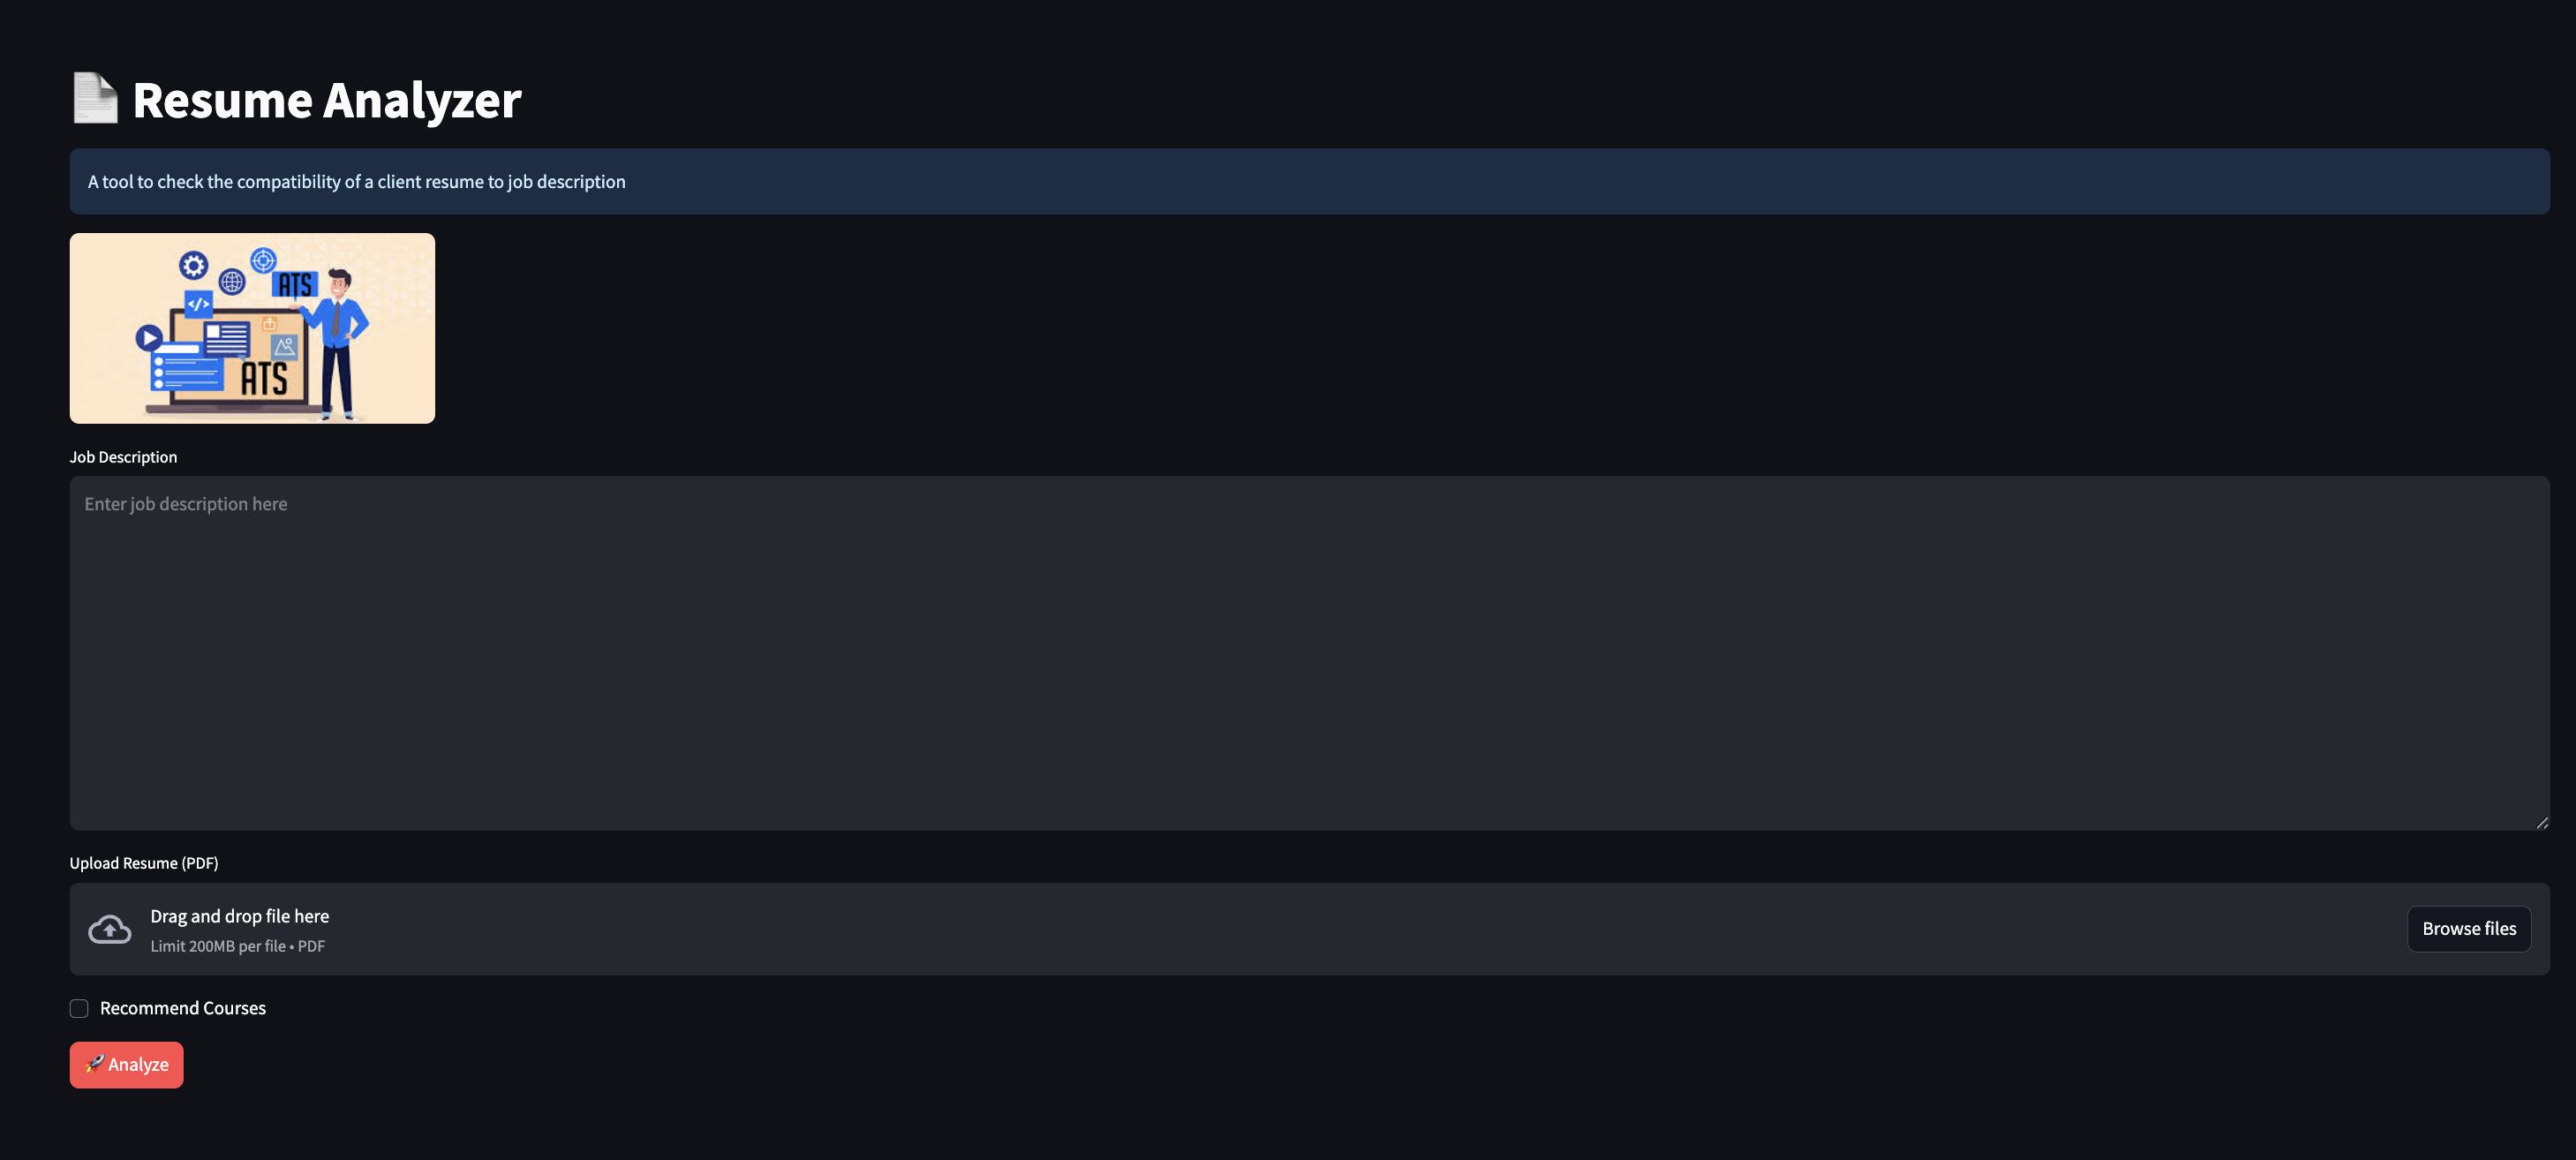 Resume Analyzer
A tool to check the compatibility of a client resume to job description
ATS
</>
ATS
Job Description
Enter job description here
Upload Resume (PDF)
Drag and drop file here
Limit 200MB per file • PDF
Browse files
Recommend Courses
🚀 Analyze